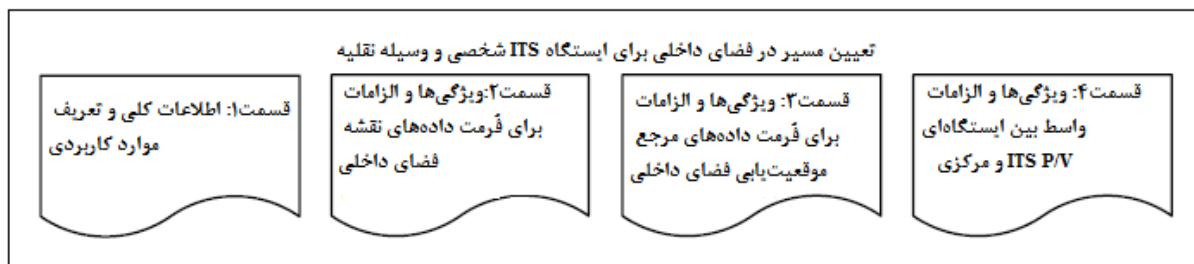 تعیین مسیر در فضای داخلی برای ایستگاه ITS شخصی و وسیله نقلیه
قسمت۱: اطلاعات کلی و تعریف
موارد کاربردی
قسمت۲:ویژگی‌ها و الزامات
برای فُرمت داده‌های نقشه
فضای داخلی
قسمت۳: ویژگی‌ها و الزامات
برای فُرمت داده‌های مرجع
موقعیت‌یابی فضای داخلی
قسمت۴: ویژگی‌ها و الزامات
واسط بین ایستگاه‌ای
ITS P/V و مرکزی